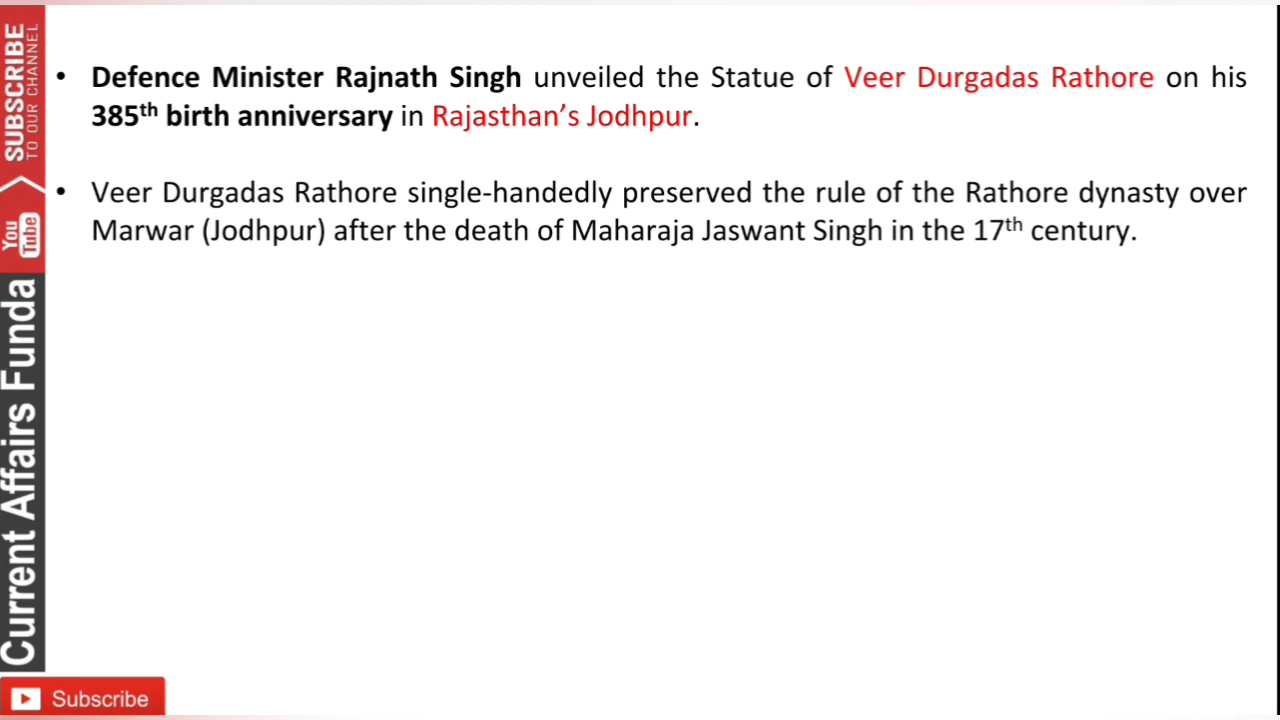 • Defence Minister Rajnath Singh unveiled the Statue of Veer Durgadas Rathore on his
385th birth anniversary in Rajasthan’s Jodhpur.
• Veer Durgadas Rathore single-handedly preserved the rule of the Rathore dynasty over
Marwar (Jodhpur) after the death of Maharaja Jaswant Singh in the 17th century.
SUBSCRIBE
TO OUR CHANNEL
You
Tube
Current Affairs Funda
Subscribe